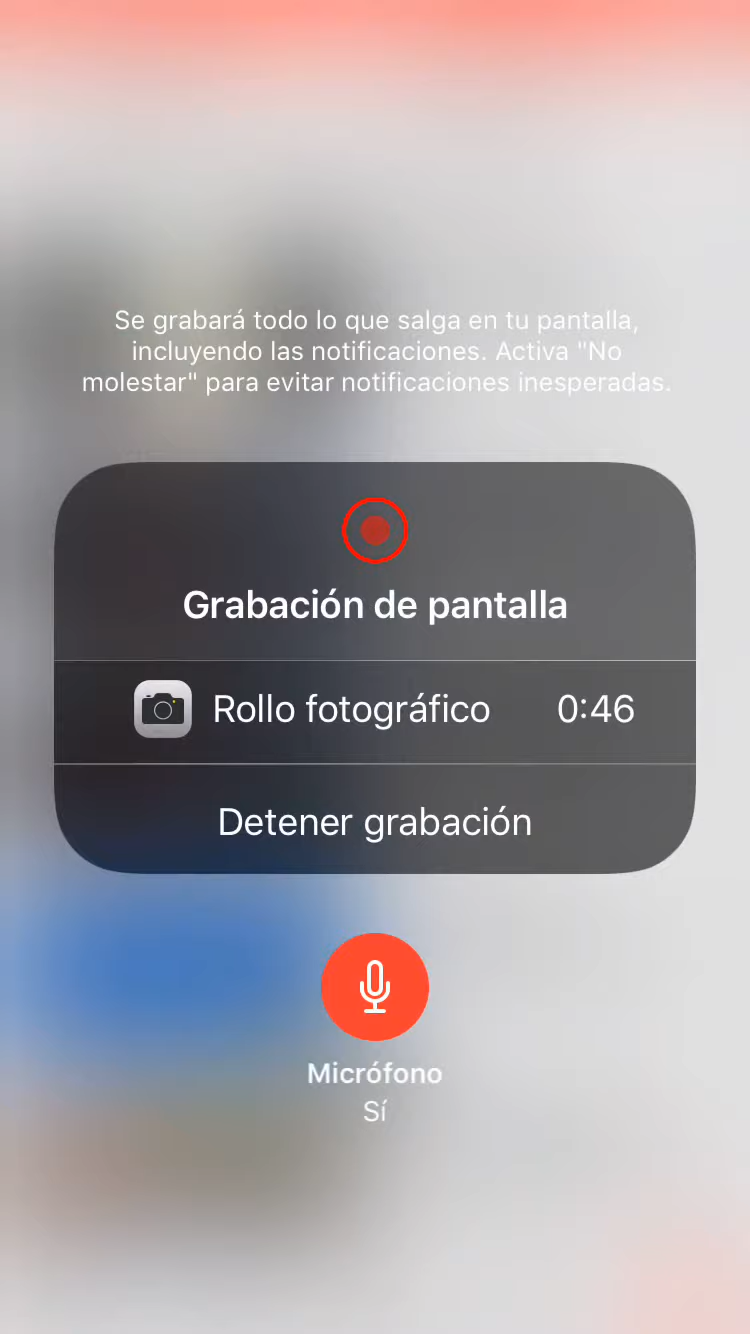 Se grabará todo lo que salga en tu pantalla,
incluyendo las notificaciones. Activa "No
molestar" para evitar notificaciones inesperadas.
Grabación de pantalla
Rollo fotográfico 0:46
Detener grabación
Micrófono
Sí